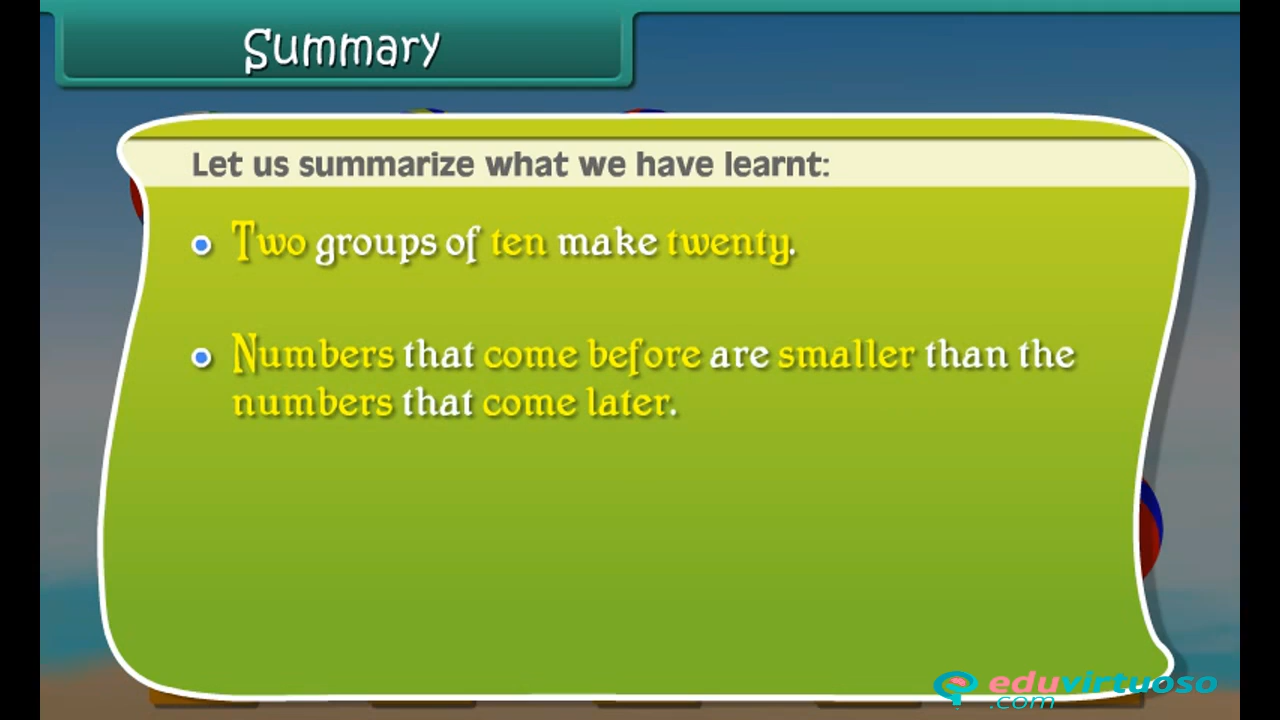 Summary
Let us summarize what we have learnt:
Two groups of ten make twenty.
Numbers that come before are smaller than the
numbers that come later.
eduvirtuoso
.com